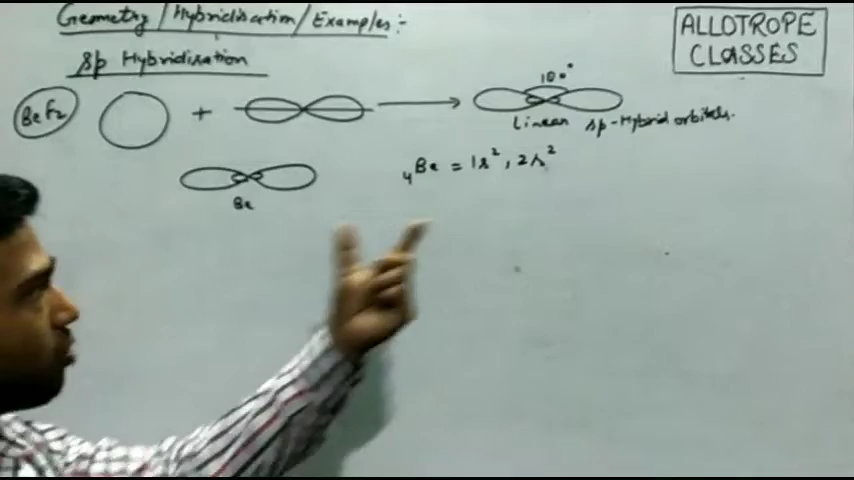 Geometry / Hybridisation / Examples:-
ALLOTROPE
CLASSES
sp Hybridisation
BeF₂
+
180°
Linear sp-Hybrid orbitals.
₄Be = 1s², 2s²
Be